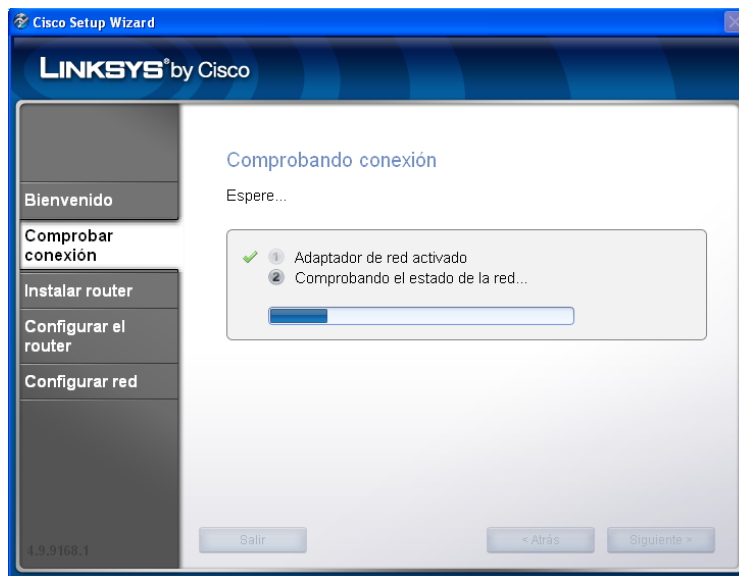 Cisco Setup Wizard
LINKSYS® by Cisco
Bienvenido
Comprobar
conexión
Instalar router
Configurar el
router
Configurar red
4.9.9168.1
Comprobando conexión
Espere...
1 Adaptador de red activado
2 Comprobando el estado de la red...
Salir
< Atrás
Siguiente >